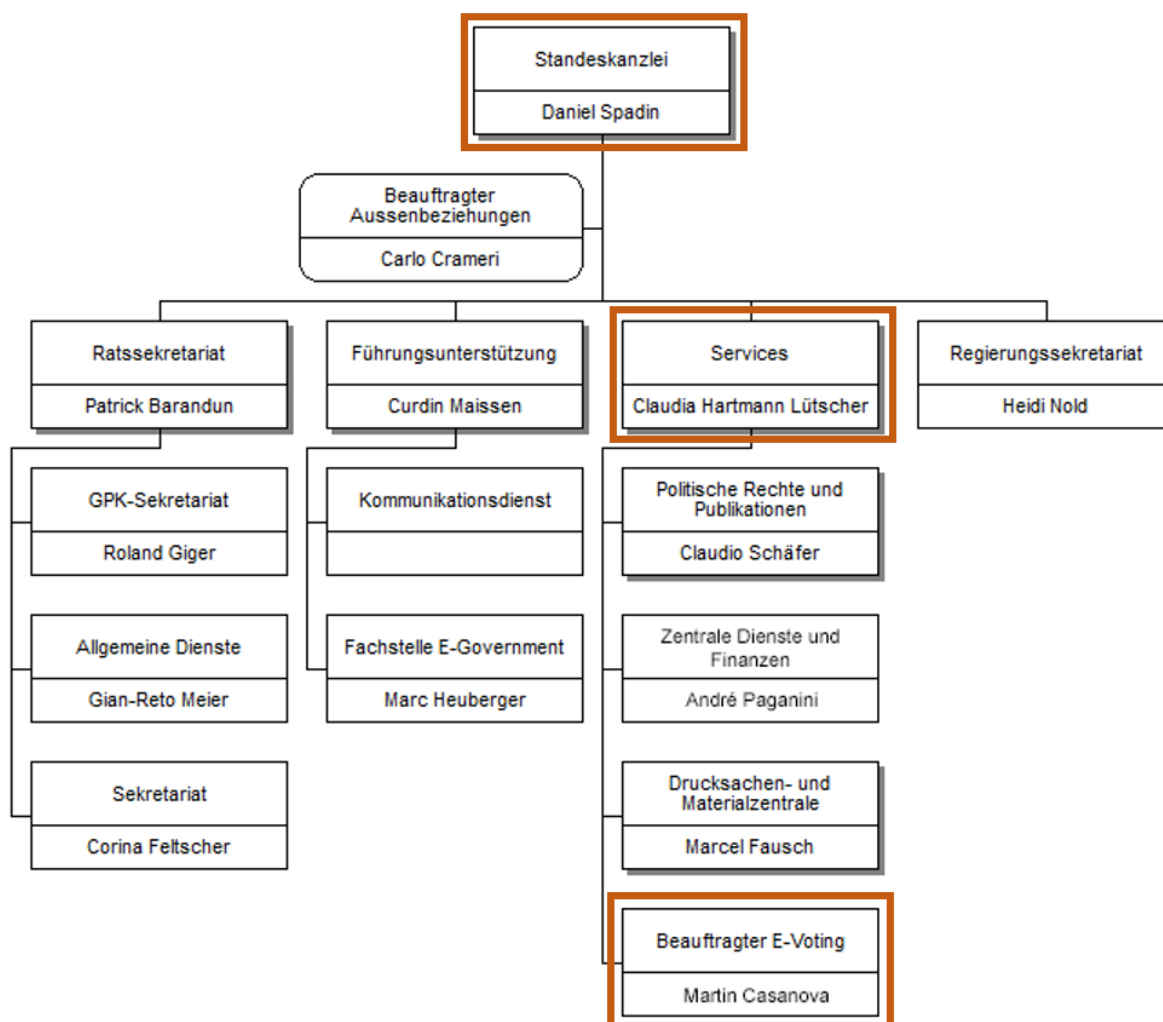 Standeskanzlei
Daniel Spadin
Beauftragter
Aussenbeziehungen
Carlo Crameri
Ratssekretariat
Patrick Barandun
Führungsunterstützung
Curdin Maissen
Services
Claudia Hartmann Lütscher
Regierungssekretariat
Heidi Nold
GPK-Sekretariat
Roland Giger
Allgemeine Dienste
Gian-Reto Meier
Sekretariat
Corina Feltscher
Kommunikationsdienst
Fachstelle E-Government
Marc Heuberger
Politische Rechte und
Publikationen
Claudio Schäfer
Zentrale Dienste und
Finanzen
André Paganini
Drucksachen- und
Materialzentrale
Marcel Fausch
Beauftragter E-Voting
Martin Casanova